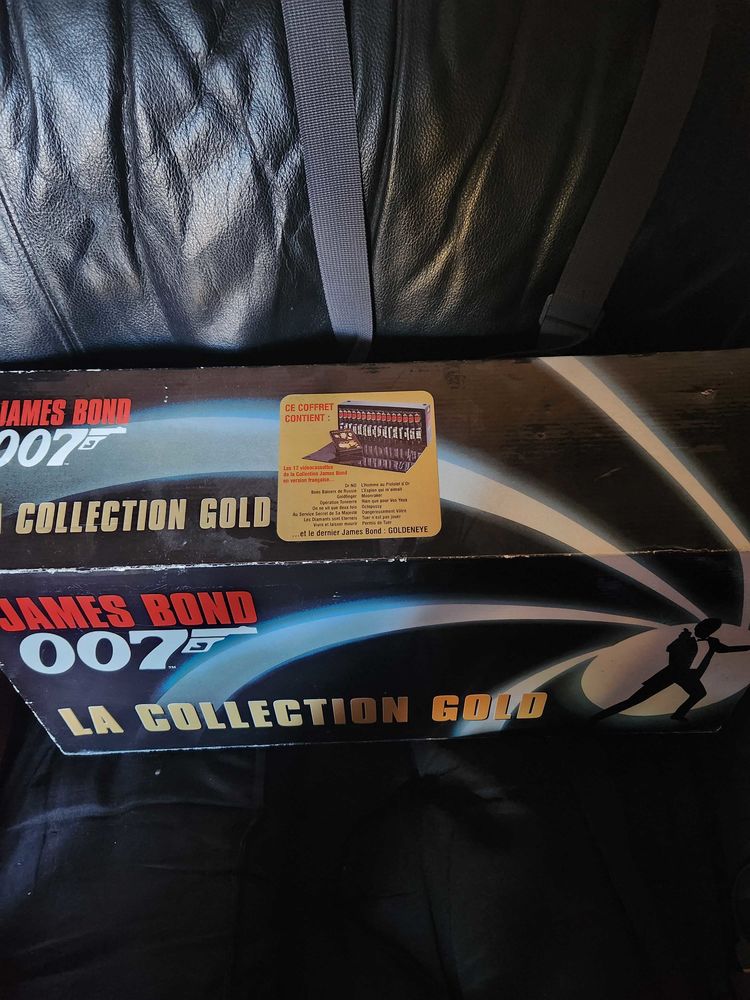 JAMES BOND
007
TM
COLLECTION GOLD
CE COFFRET
CONTIENT :
Les 17 vidéocassettes
de la Collection James Bond
en version française...
Dr NO
Bons Baisers de Russie
Goldfinger
Opération Tonnerre
On ne vit que deux fois
Au Service Secret de Sa Majesté
Les Diamants sont Eternels
Vivre et laisser mourir
L'Homme au Pistolet d'Or
L'Espion qui m'aimait
Moonraker
Rien que pour Vos Yeux
Octopussy
Dangereusement Vôtre
Tuer n'est pas jouer
Permis de Tuer
...et le dernier James Bond : GOLDENEYE
JAMES BOND
007
TM
LA COLLECTION GOLD